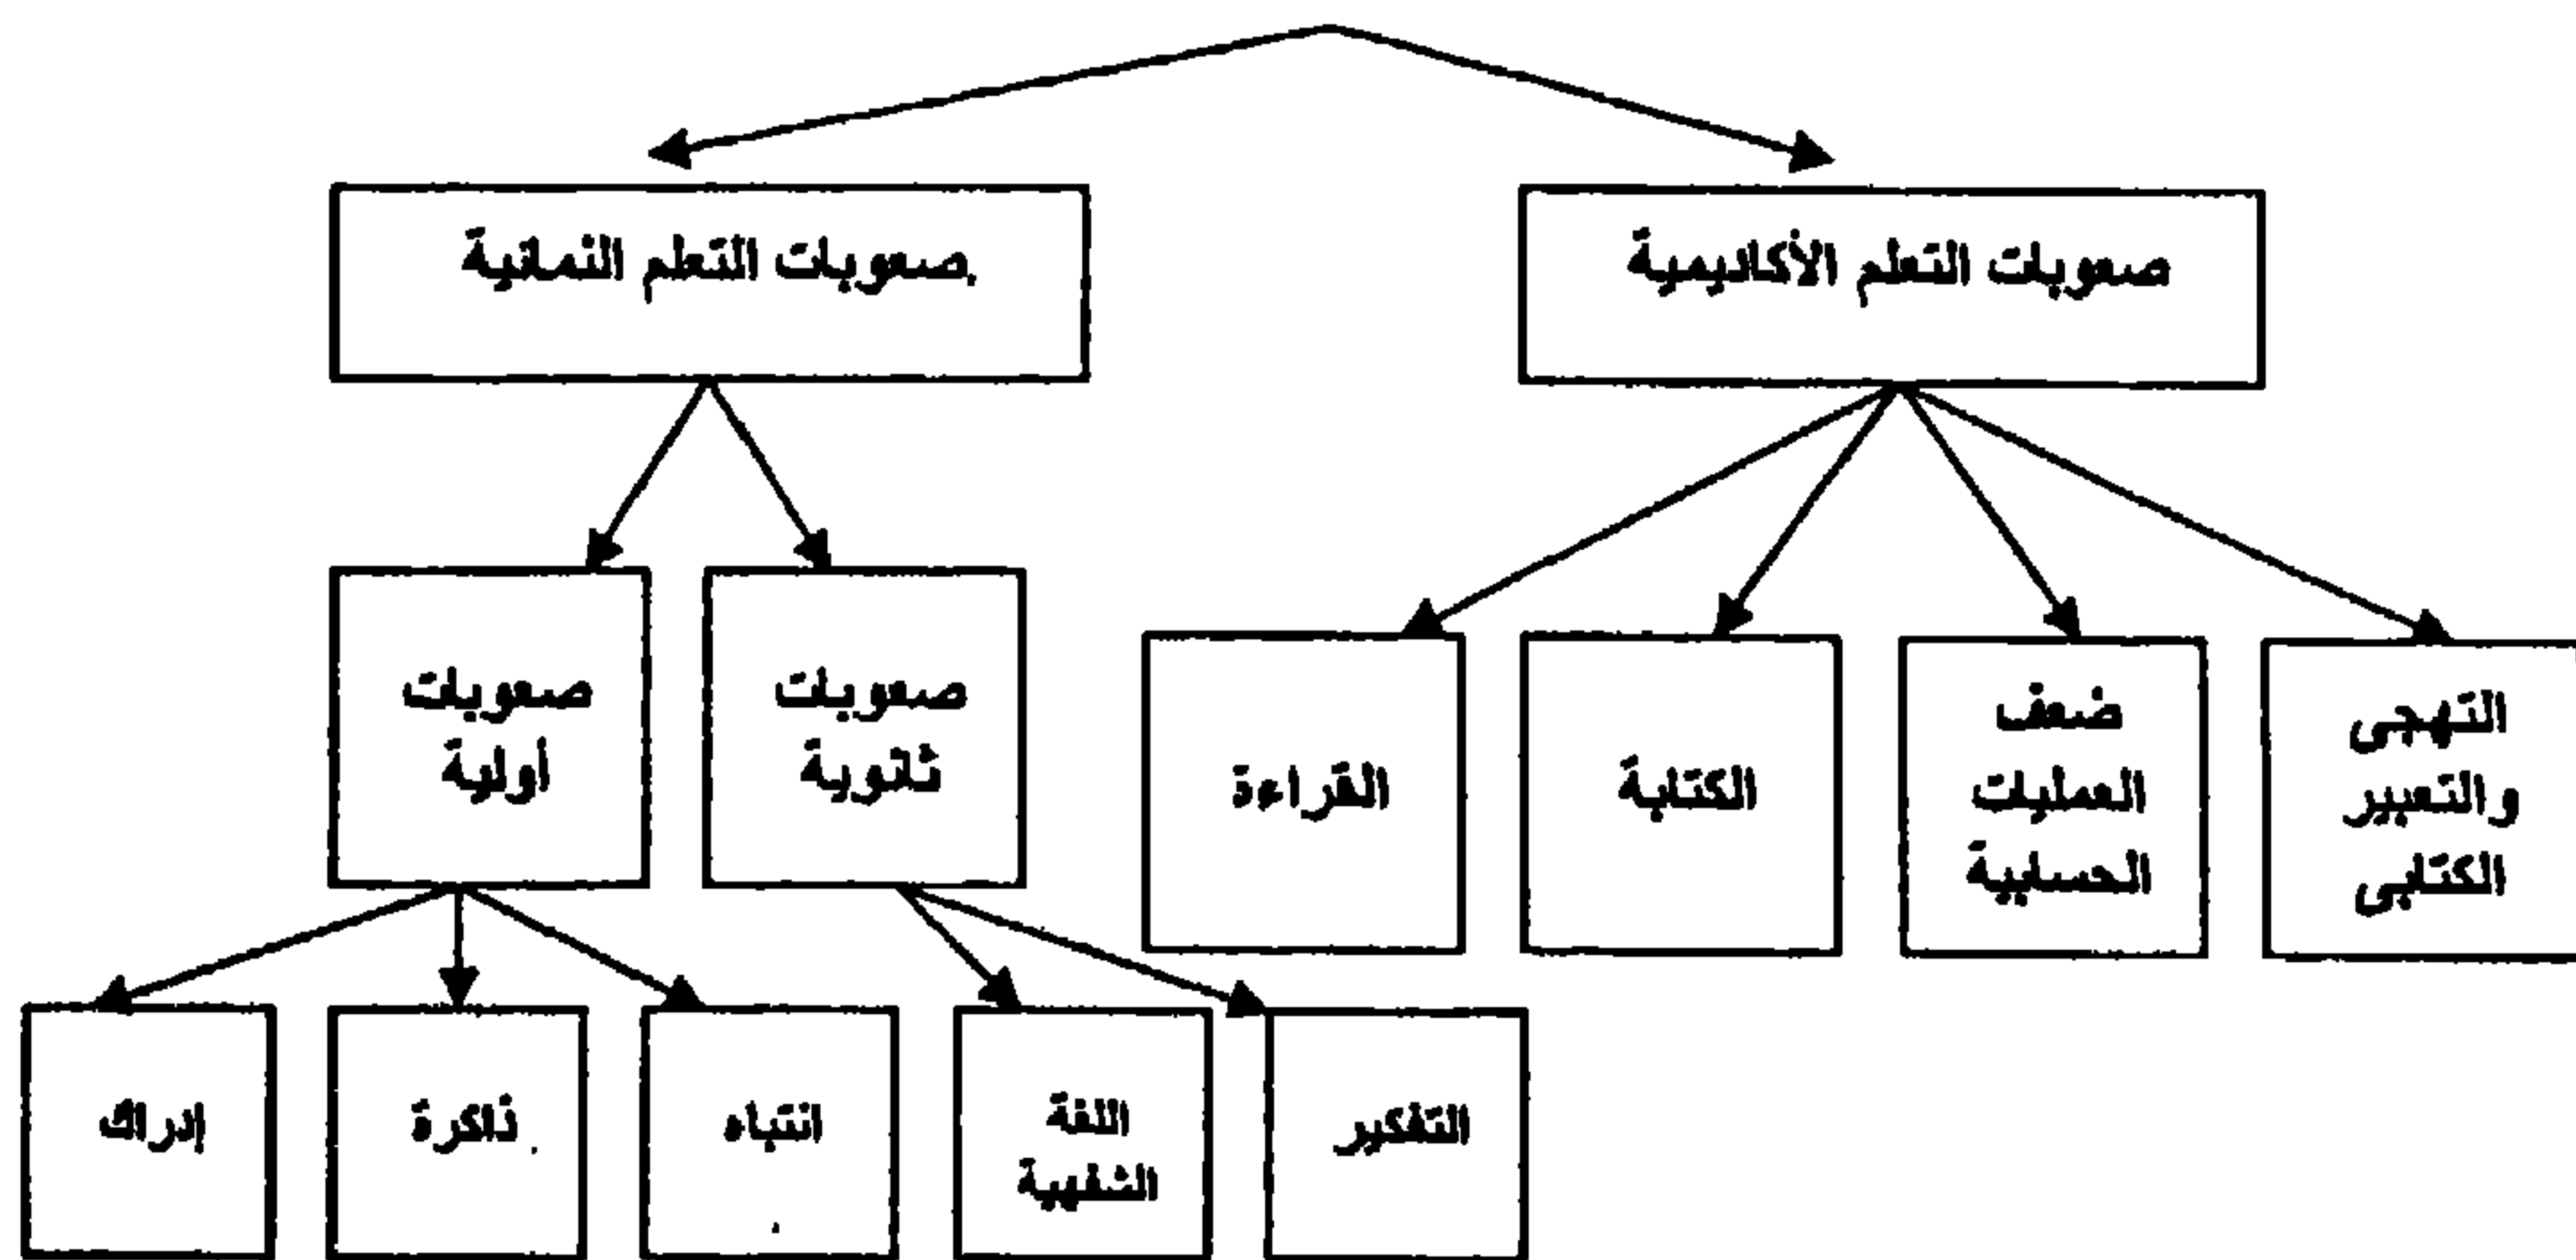 صعوبات التعلم الأكاديمية
صعوبات التعلم النمائية
التهجى
والتعبير
الكتابى
ضعف
العمليات
الحسابية
الكتابة
القراءة
صعوبات
ثانوية
صعوبات
أولية
التفكير
اللغة
الشفهية
انتباه
ذاكرة
إدراك